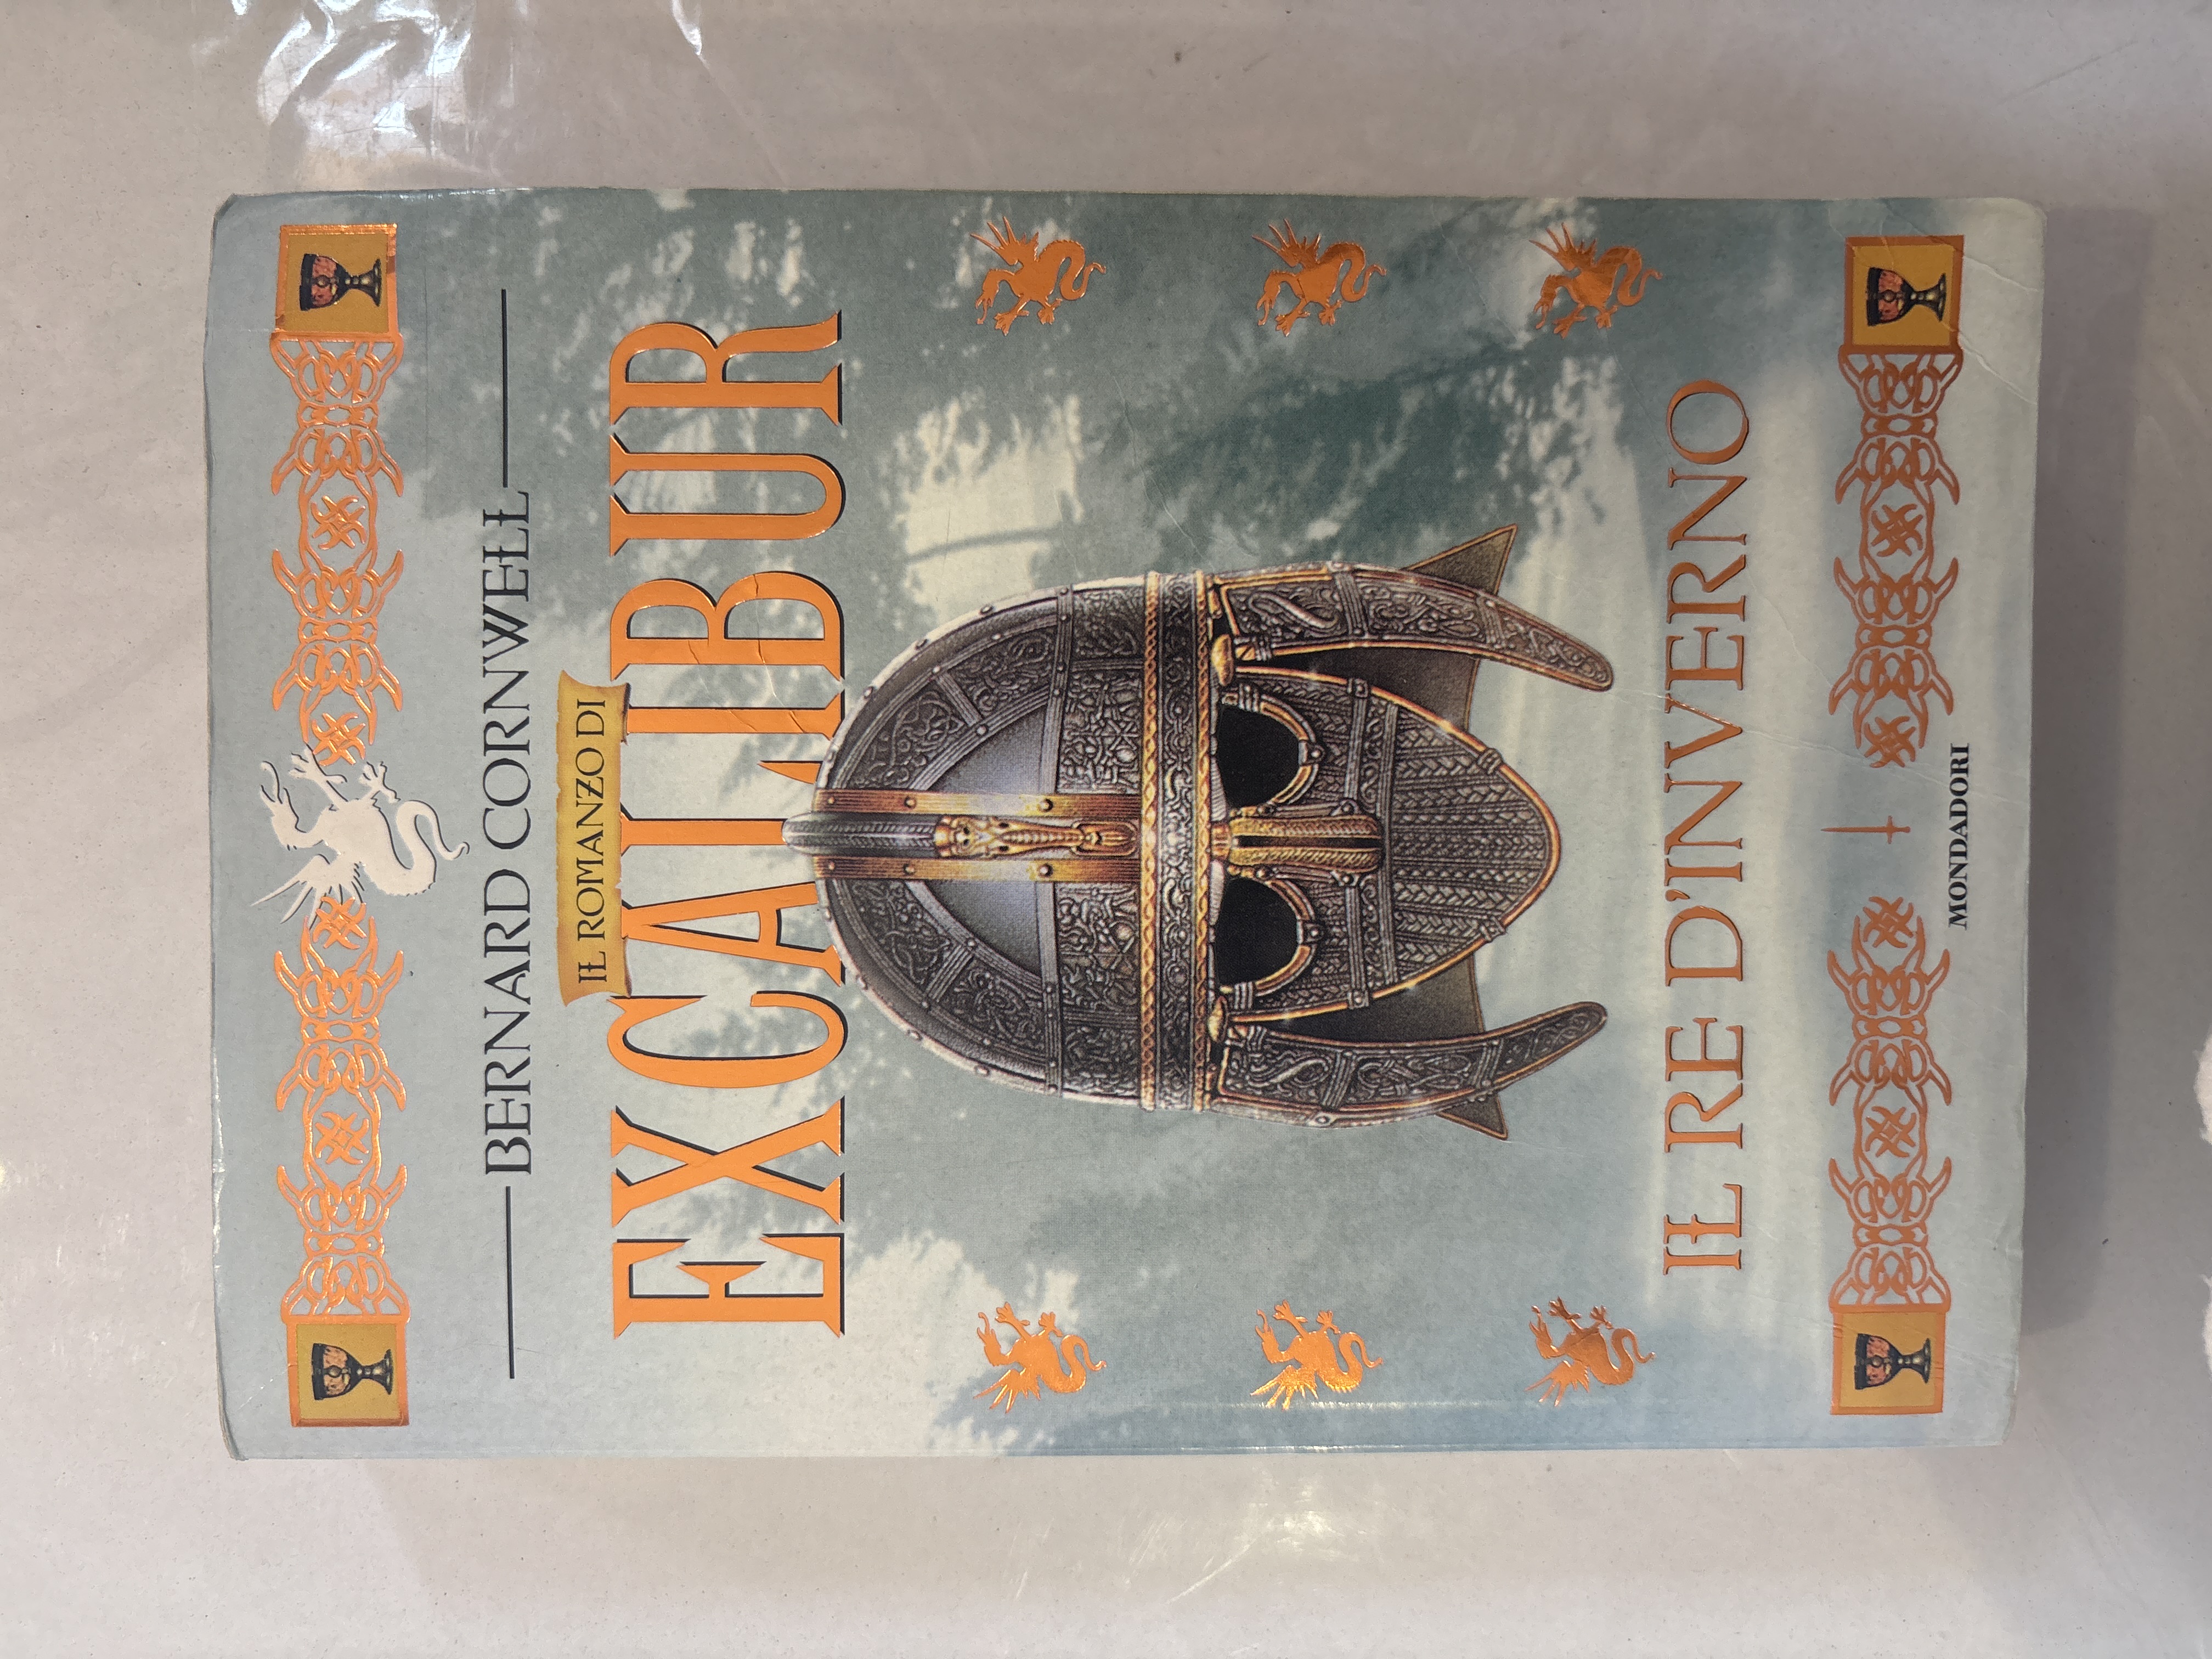 BERNARD CORNWELL
IL ROMANZO DI
EXCALIBUR
IL RE D'INVERNO
MONDADORI